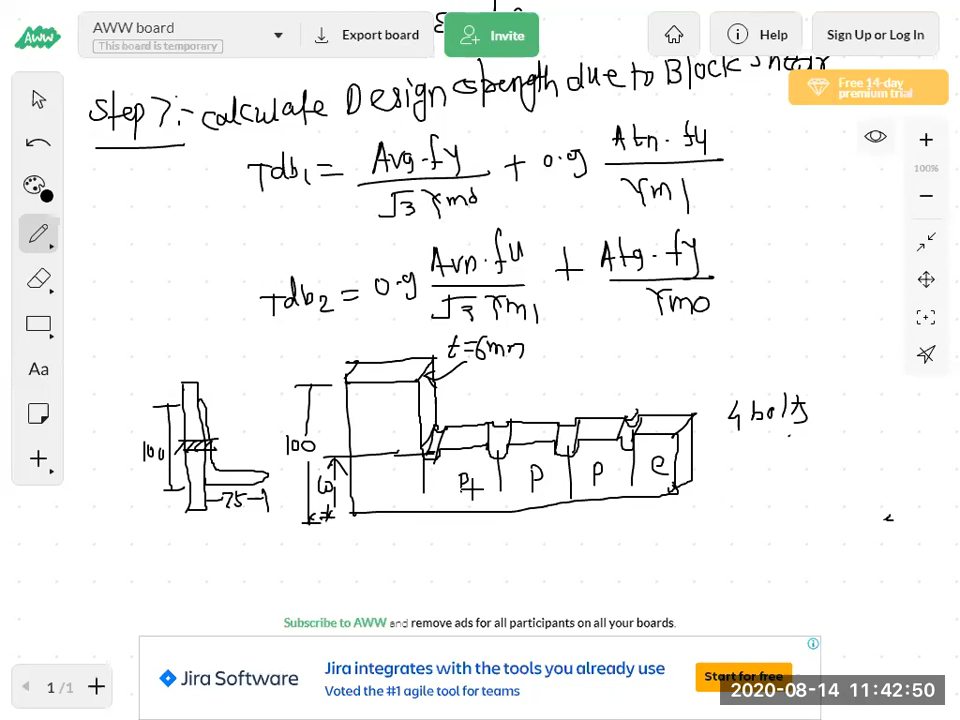 AWW
AWW board
This board is temporary
Export board
Invite
Help
Sign Up or Log In
Free 14-day
premium trial
Step 7:- calculate Design strength due to Block shear
Tdb1 = Avg.fy / √3 γm0 + 0.9 Atn.fy / γm1
Tdb2 = 0.9 Avn.fu / √3 γm1 + Atg.fy / γm0
t=6mm
100
75
100
60
P
P
P
e
4 bolts
100%
Aa
Subscribe to AWW and remove ads for all participants on all your boards.
1 /1
Jira Software
Jira integrates with the tools you already use
Voted the #1 agile tool for teams
Start for free
2020-08-14 11:42:50